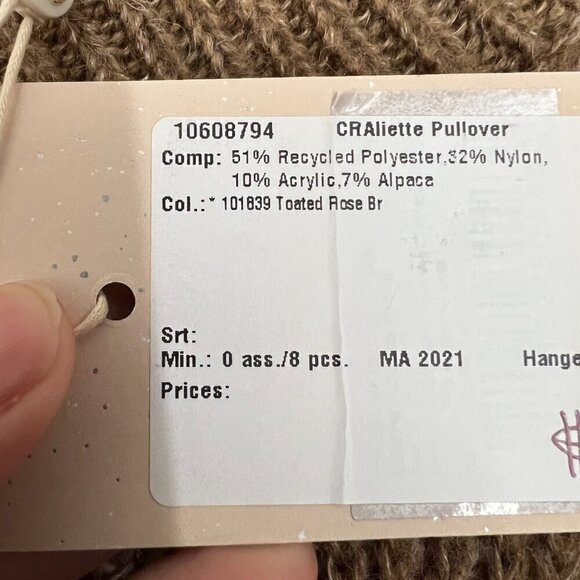 10608794 CRAliette Pullover
Comp: 51% Recycled Polyester,32% Nylon,
10% Acrylic,7% Alpaca
Col.:* 101839 Toated Rose Br
Srt:
Min.: 0 ass./8 pcs. MA 2021 Hange
Prices: